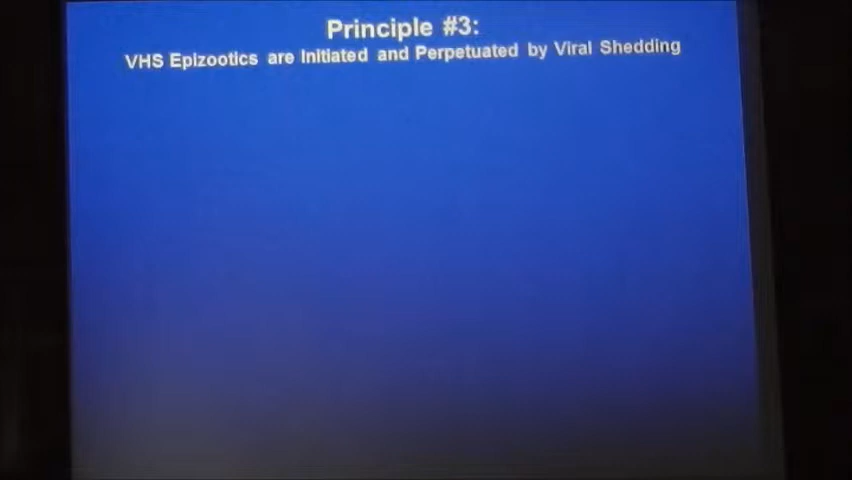 Principle #3:
VHS Epizootics are Initiated and Perpetuated by Viral Shedding